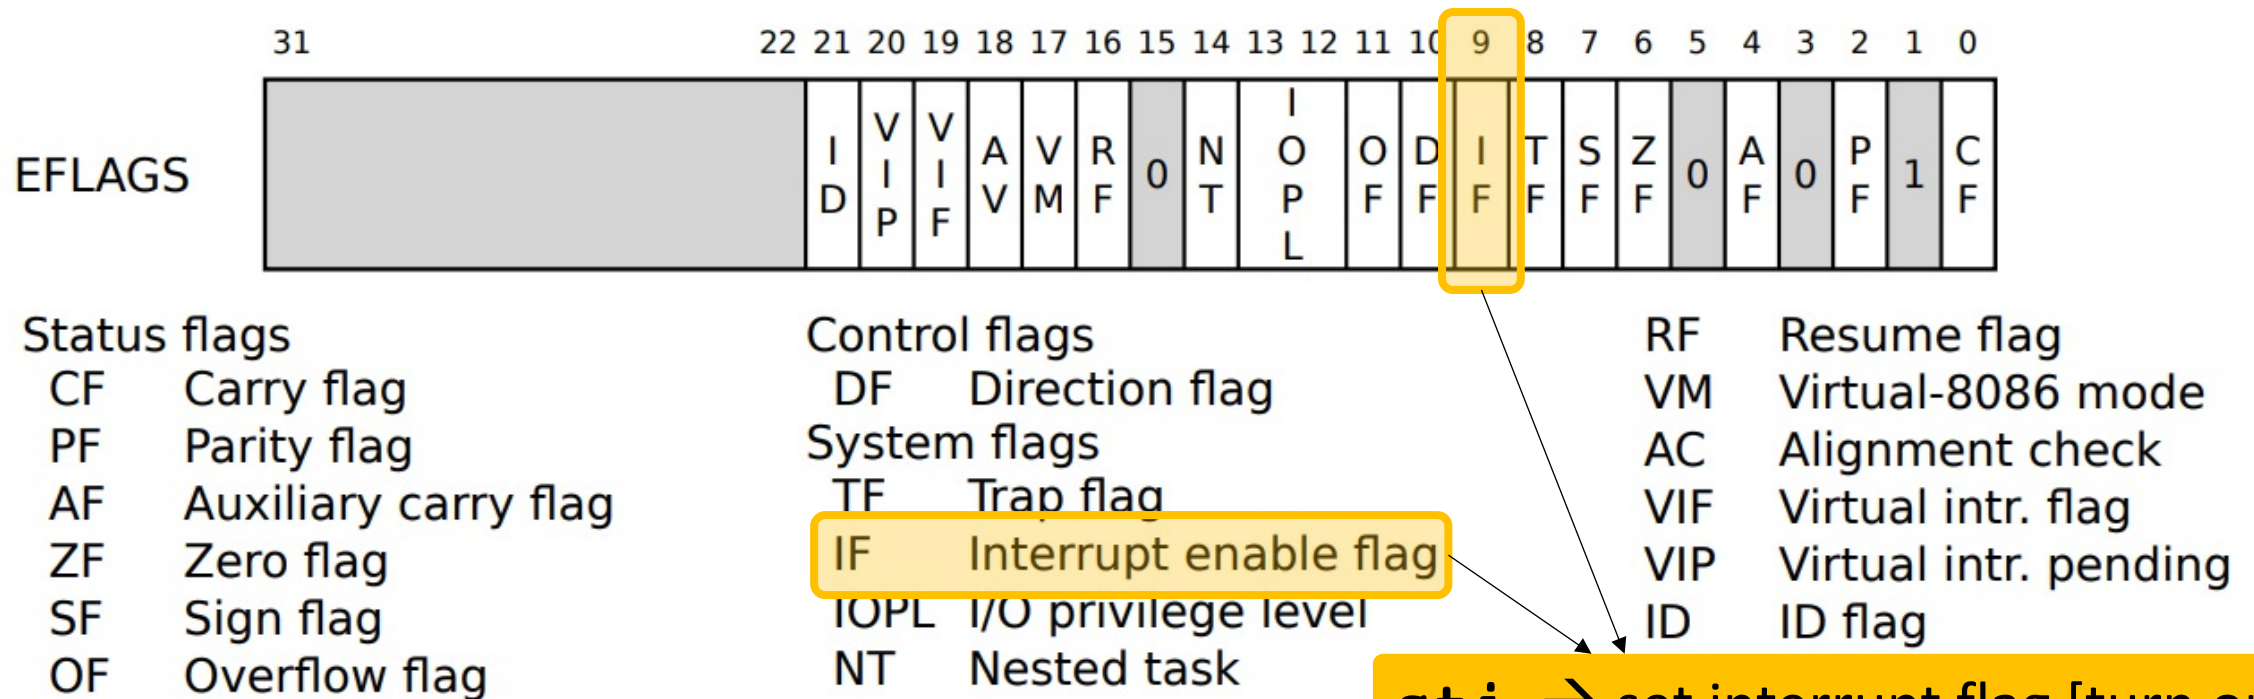 31 22 21 20 19 18 17 16 15 14 13 12 11 10 9 8 7 6 5 4 3 2 1 0
EFLAGS ID VIP VIF AV VM RF 0 NT IOPL OF DF IF TF SF ZF 0 AF 0 PF 1 CF
Status flags
CF Carry flag
PF Parity flag
AF Auxiliary carry flag
ZF Zero flag
SF Sign flag
OF Overflow flag
Control flags
DF Direction flag
System flags
TF Trap flag
IF Interrupt enable flag
IOPL I/O privilege level
NT Nested task
RF Resume flag
VM Virtual-8086 mode
AC Alignment check
VIF Virtual intr. flag
VIP Virtual intr. pending
ID ID flag
sti → set interrupt flag [turn